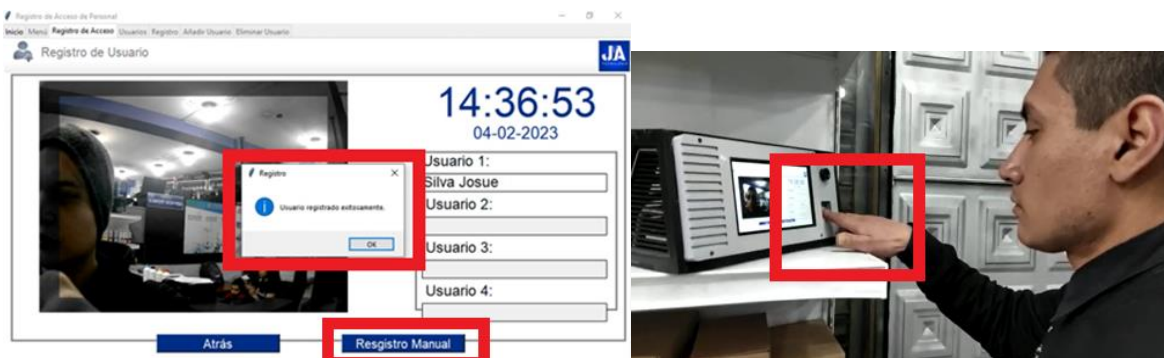 Registro de Acceso de Personal
Inicio Menú Registro de Acceso Usuarios Registro Añadir Usuario Eliminar Usuario
Registro de Usuario
JA
14:36:53
04-02-2023
Registro
Usuario registrado exitosamente.
OK
Usuario 1:
Silva Josue
Usuario 2:
Usuario 3:
Usuario 4:
Atrás
Resgistro Manual